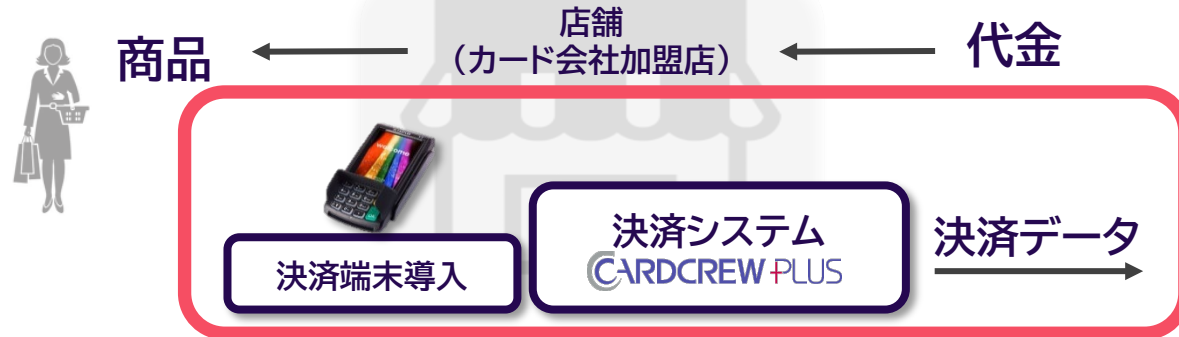 商品
店舗
（カード会社加盟店）
代金
決済端末導入
決済システム
CARDCREW PLUS
決済データ